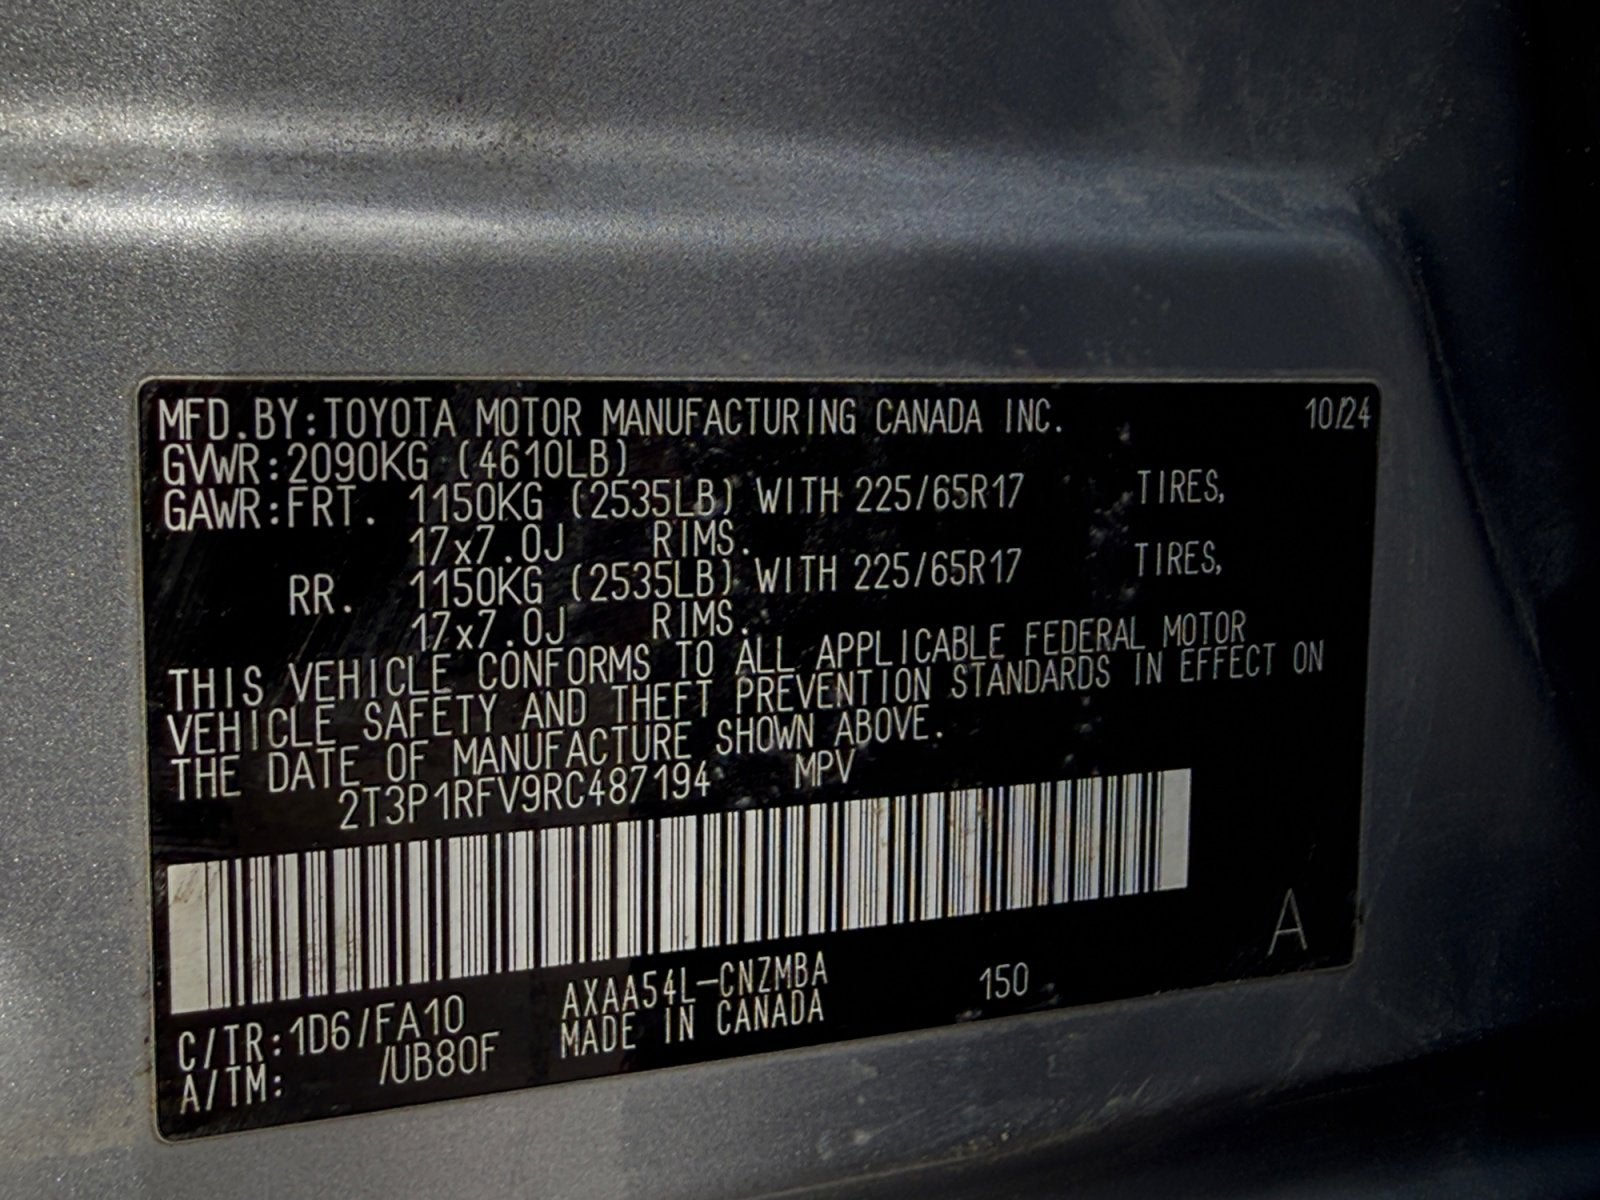 MFD.BY:TOYOTA MOTOR MANUFACTURING CANADA INC. 10/24
GVWR:2090KG (4610LB)
GAWR:FRT. 1150KG (2535LB) WITH 225/65R17 TIRES,
17x7.0J RIMS.
RR. 1150KG (2535LB) WITH 225/65R17 TIRES,
17x7.0J RIMS.
THIS VEHICLE CONFORMS TO ALL APPLICABLE FEDERAL MOTOR
VEHICLE SAFETY AND THEFT PREVENTION STANDARDS IN EFFECT ON
THE DATE OF MANUFACTURE SHOWN ABOVE.
2T3P1RFV9RC487194 MPV
A
C/TR:1D6/FA10 AXAA54L-CNZMBA 150
A/TM: /UB80F MADE IN CANADA